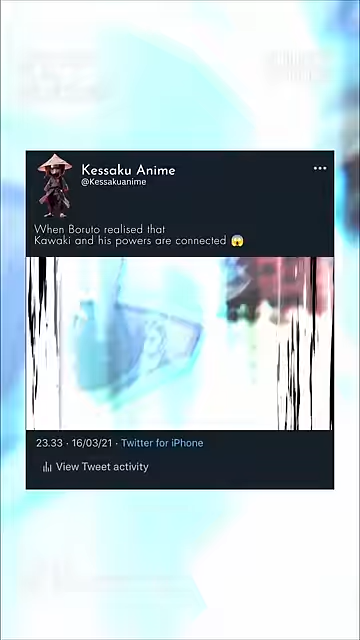 Kessaku Anime
@Kessakuanime
When Boruto realised that
Kawaki and his powers are connected 😱
23.33 · 16/03/21 · Twitter for iPhone
View Tweet activity